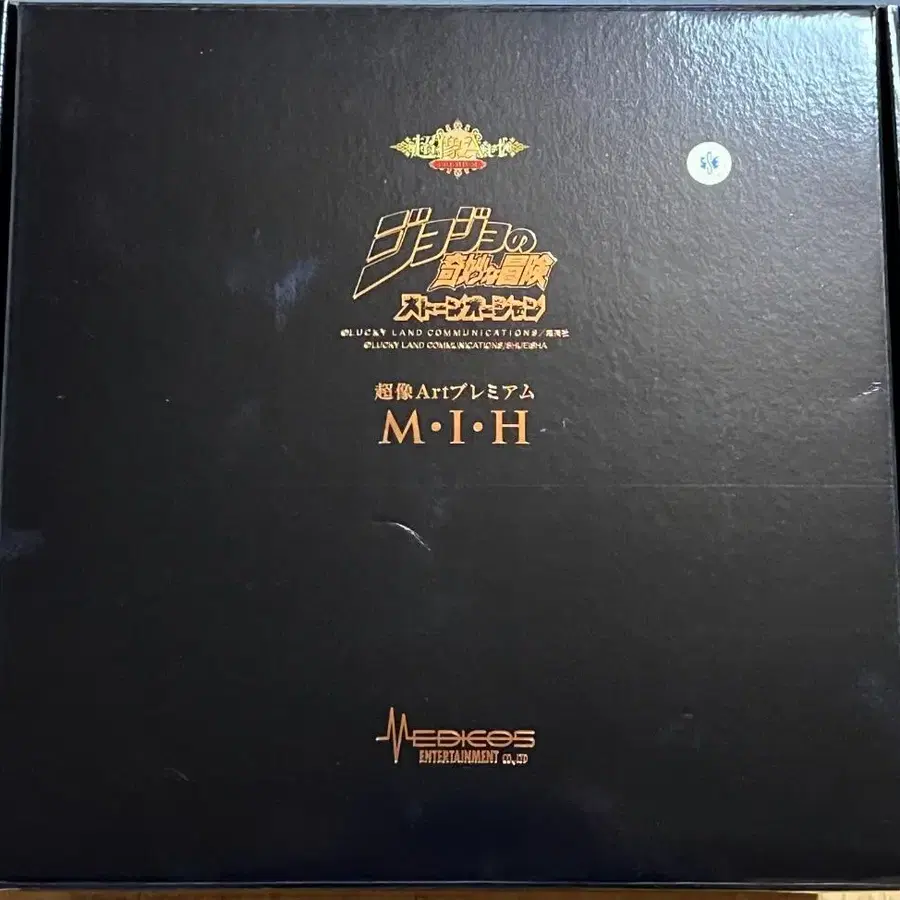 超像Art
PREMIUM
ジョジョの
奇妙な冒険
ストーンオーシャン
©LUCKY LAND COMMUNICATIONS/集英社
©LUCKY LAND COMMUNICATIONS/SHUEISHA
超像Artプレミアム
M・I・H
MEDICOS
ENTERTAINMENT CO.,LTD